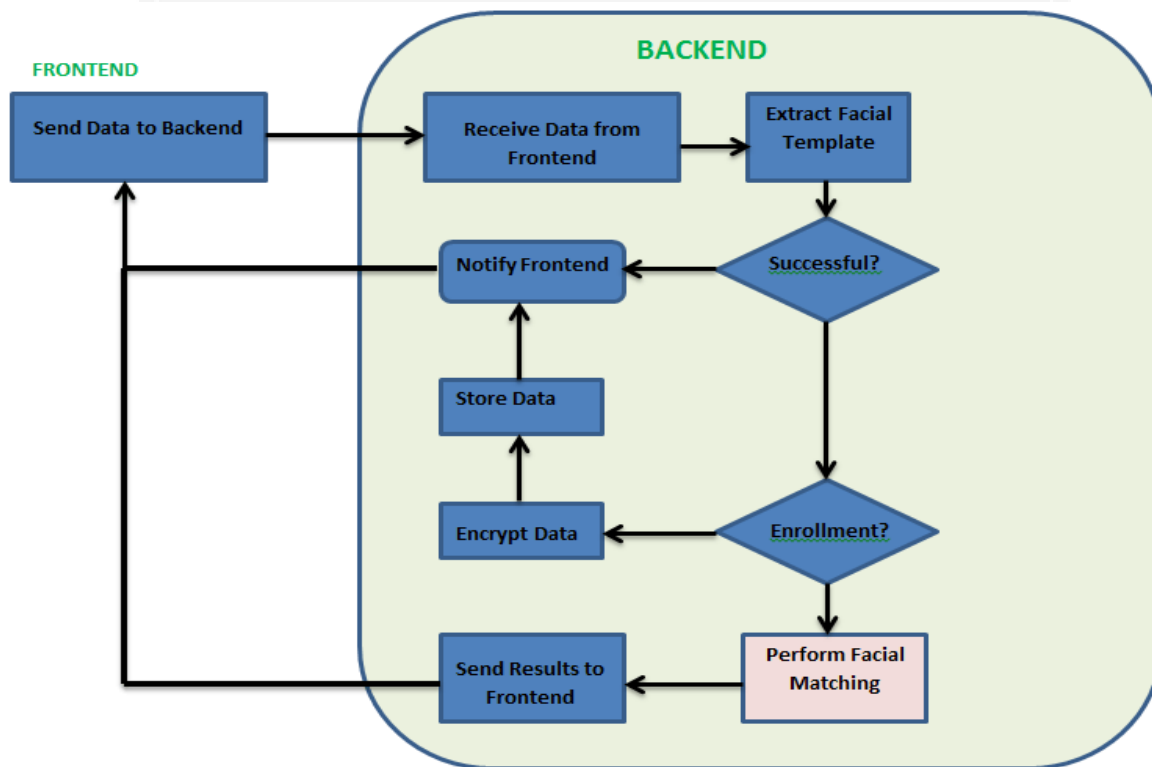 BACKEND
FRONTEND
Send Data to Backend
Receive Data from
Frontend
Extract Facial
Template
Notify Frontend
Successful?
Store Data
Encrypt Data
Enrollment?
Send Results to
Frontend
Perform Facial
Matching